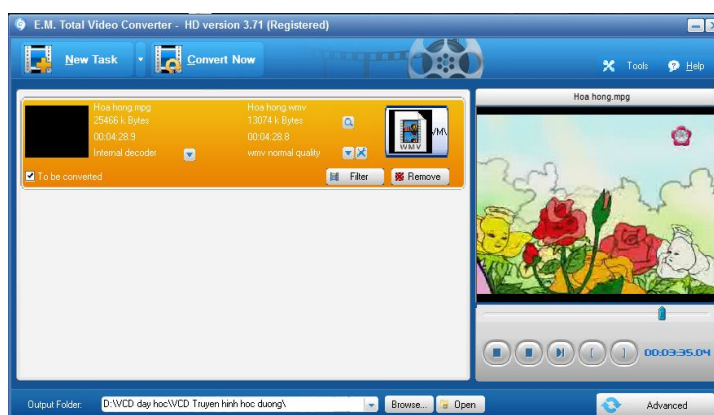 E.M. Total Video Converter - HD version 3.71 (Registered)
New Task
Convert Now
Tools
Help
Hoa hong.mpg
25466 k Bytes
00:04:28.9
Internal decoder
Hoa hong.wmv
13074 k Bytes
00:04:28.8
wmv normal quality
WMV
To be converted
Filter
Remove
Hoa hong.mpg
00:03:35.04
Output Folder:
D:\VCD day hoc\VCD Truyen hinh hoc duong\
Browse...
Open
Advanced